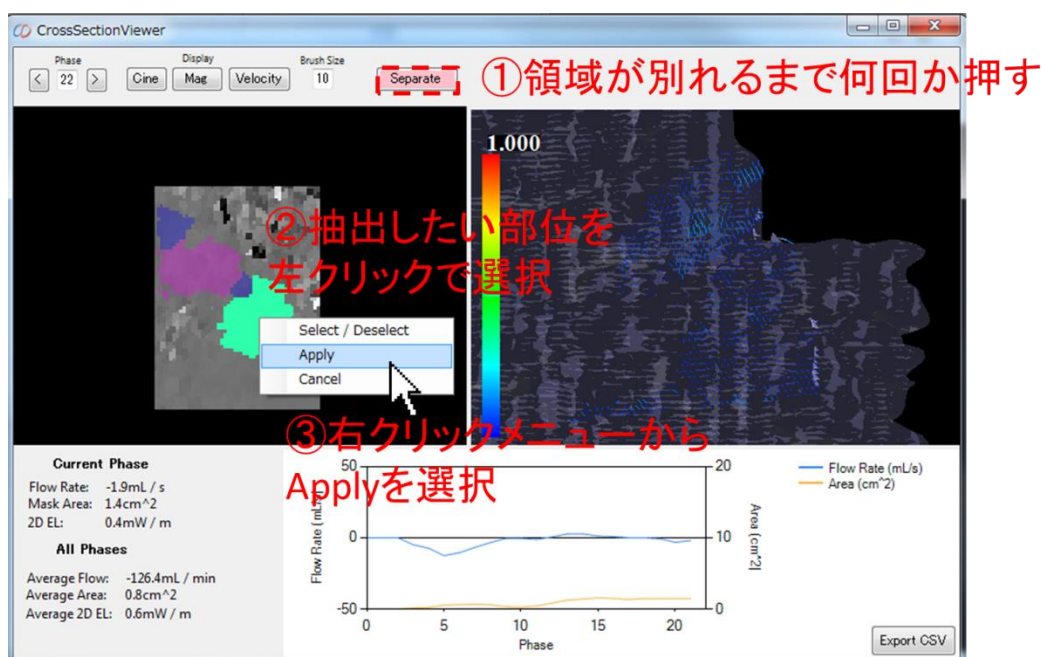 CrossSectionViewer
Phase
Display
Brush Size
< 22 >
Cine
Mag
Velocity
10
Separate
①領域が別れるまで何回か押す
1.000
②抽出したい部位を
左クリックで選択
Select / Deselect
Apply
Cancel
③右クリックメニューから
Applyを選択
Current Phase
Flow Rate: -1.9mL / s
Mask Area: 1.4cm^2
2D EL: 0.4mW / m
All Phases
Average Flow: -126.4mL / min
Average Area: 0.8cm^2
Average 2D EL: 0.6mW / m
50
0
-50
Flow Rate (mL/s)
20
10
0
Area (cm^2)
0 5 10 15 20
Phase
Flow Rate (mL/s)
Area (cm^2)
Export CSV